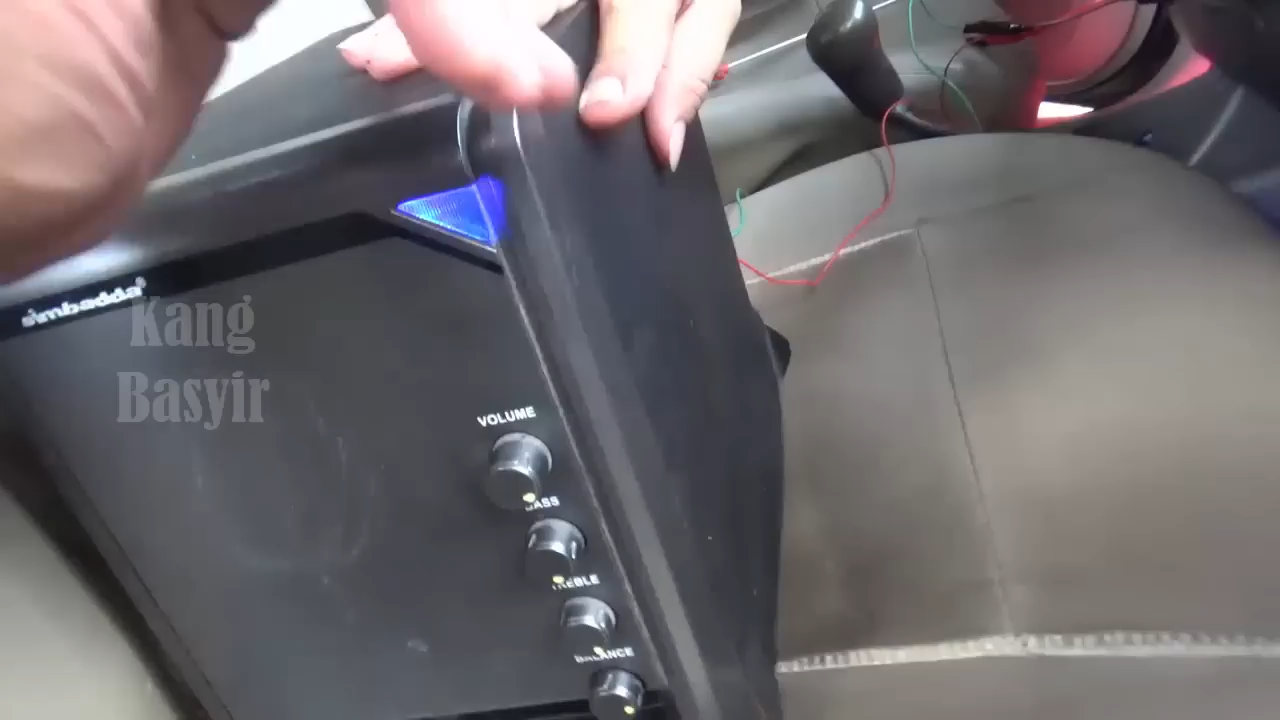 simbadda
Kang
Basyir
VOLUME
BASS
TREBLE
BALANCE